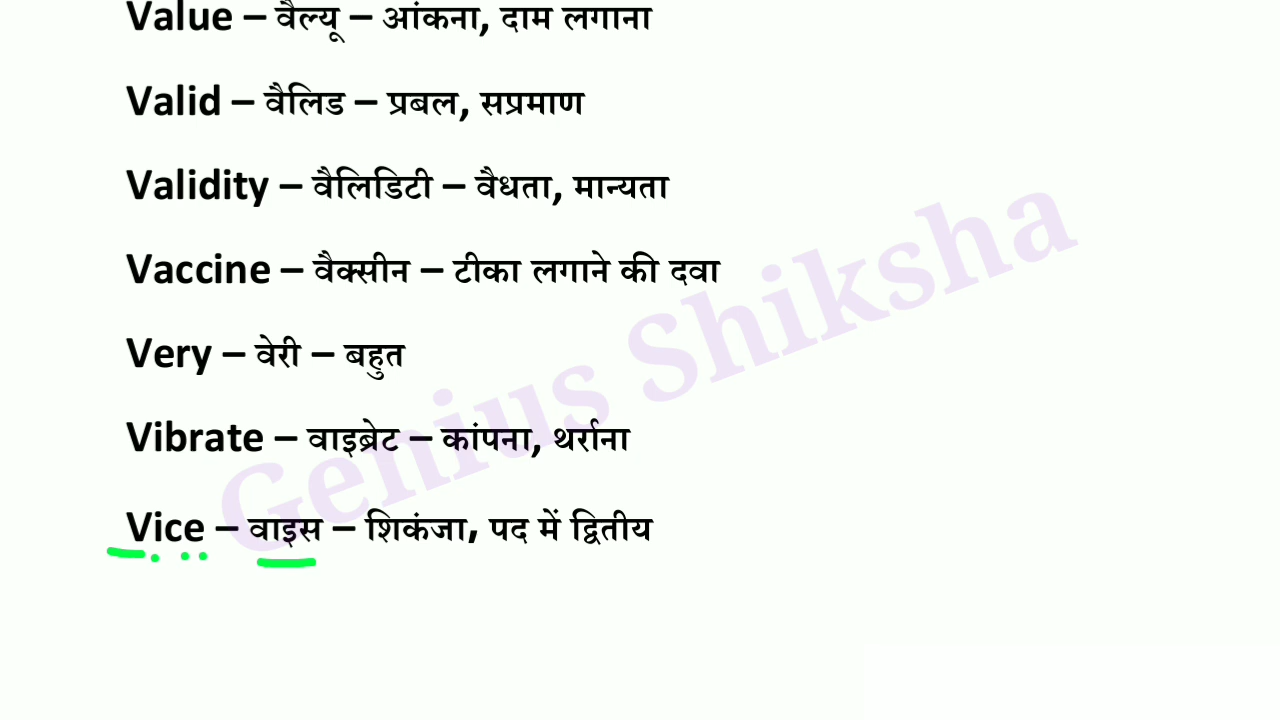 Value – वैल्यू – आंकना, दाम लगाना
Valid – वैलिड – प्रबल, सप्रमाण
Validity – वैलिडिटी – वैधता, मान्यता
Vaccine – वैक्सीन – टीका लगाने की दवा
Very – वेरी – बहुत
Vibrate – वाइब्रेट – कांपना, थर्राना
Vice – वाइस – शिकंजा, पद में द्वितीय
Genius Shiksha